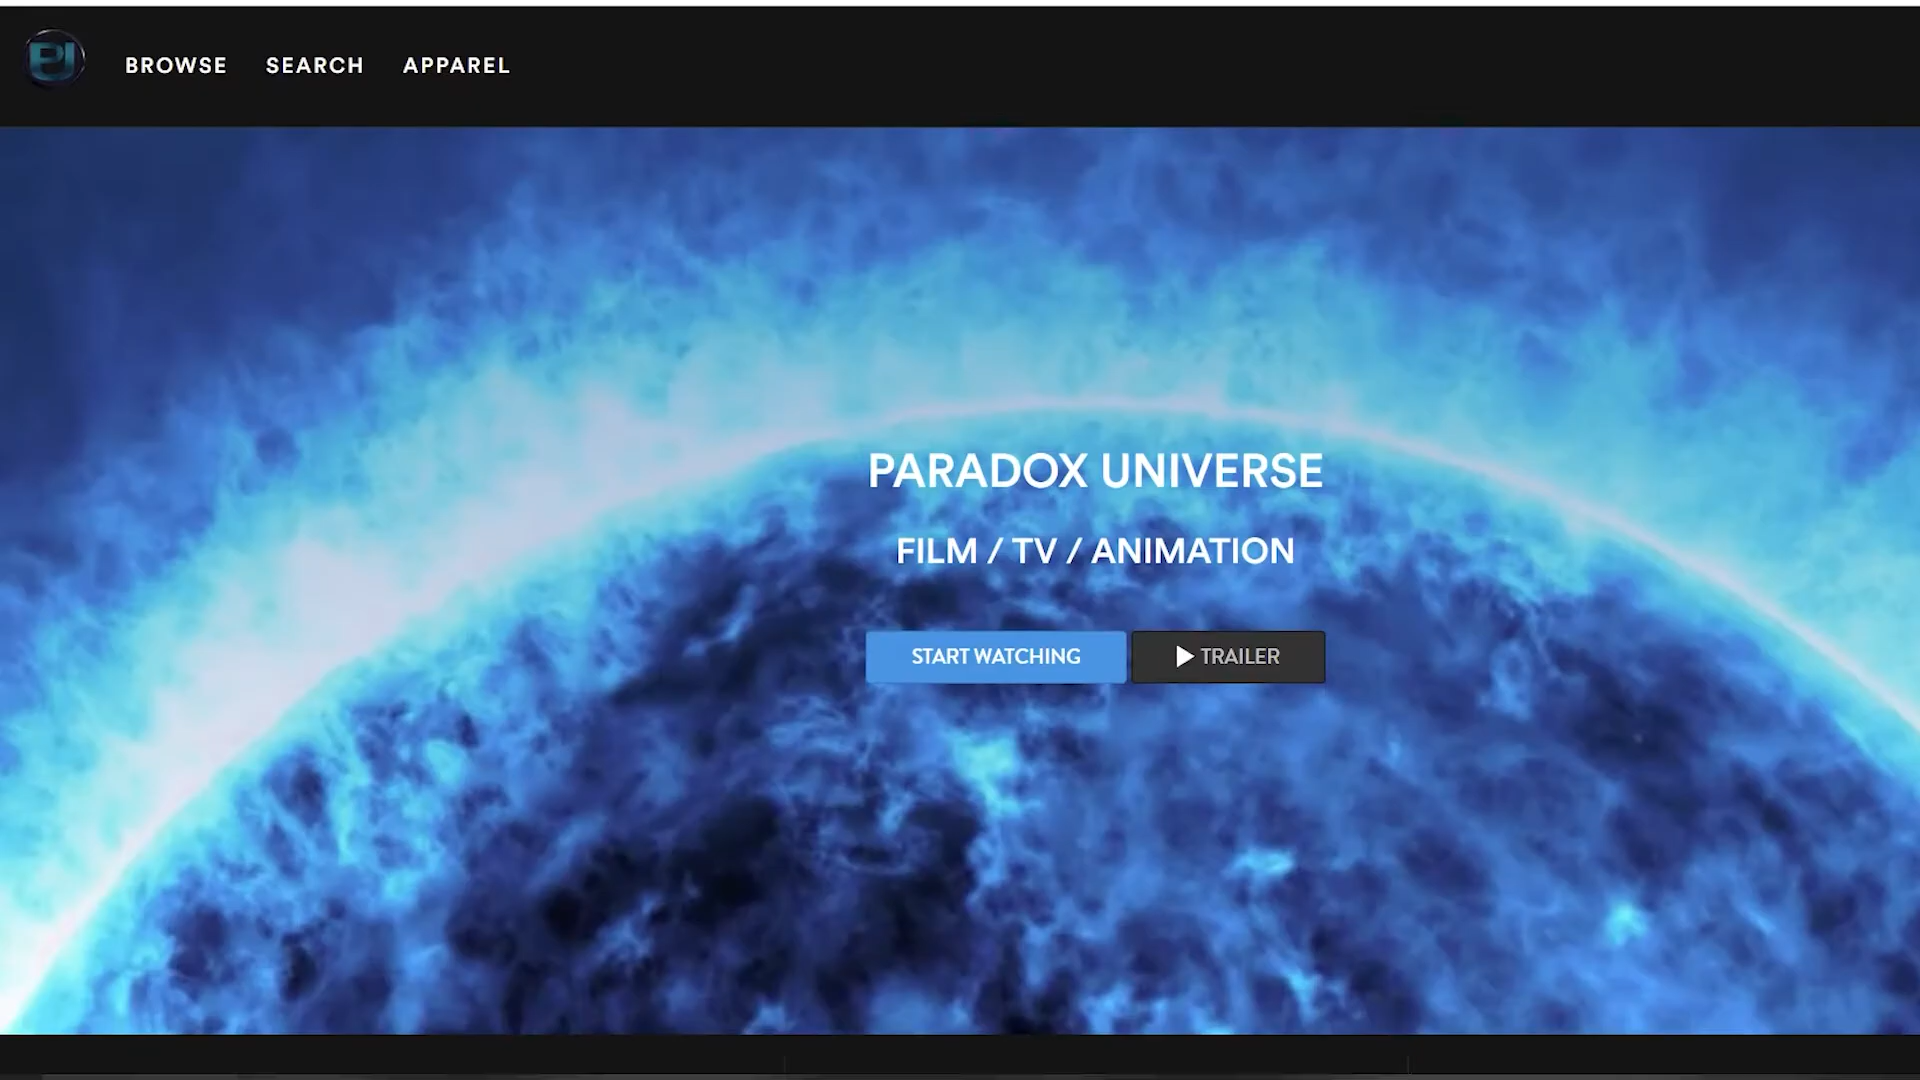 BROWSE SEARCH APPAREL
PARADOX UNIVERSE
FILM / TV / ANIMATION
START WATCHING
TRAILER